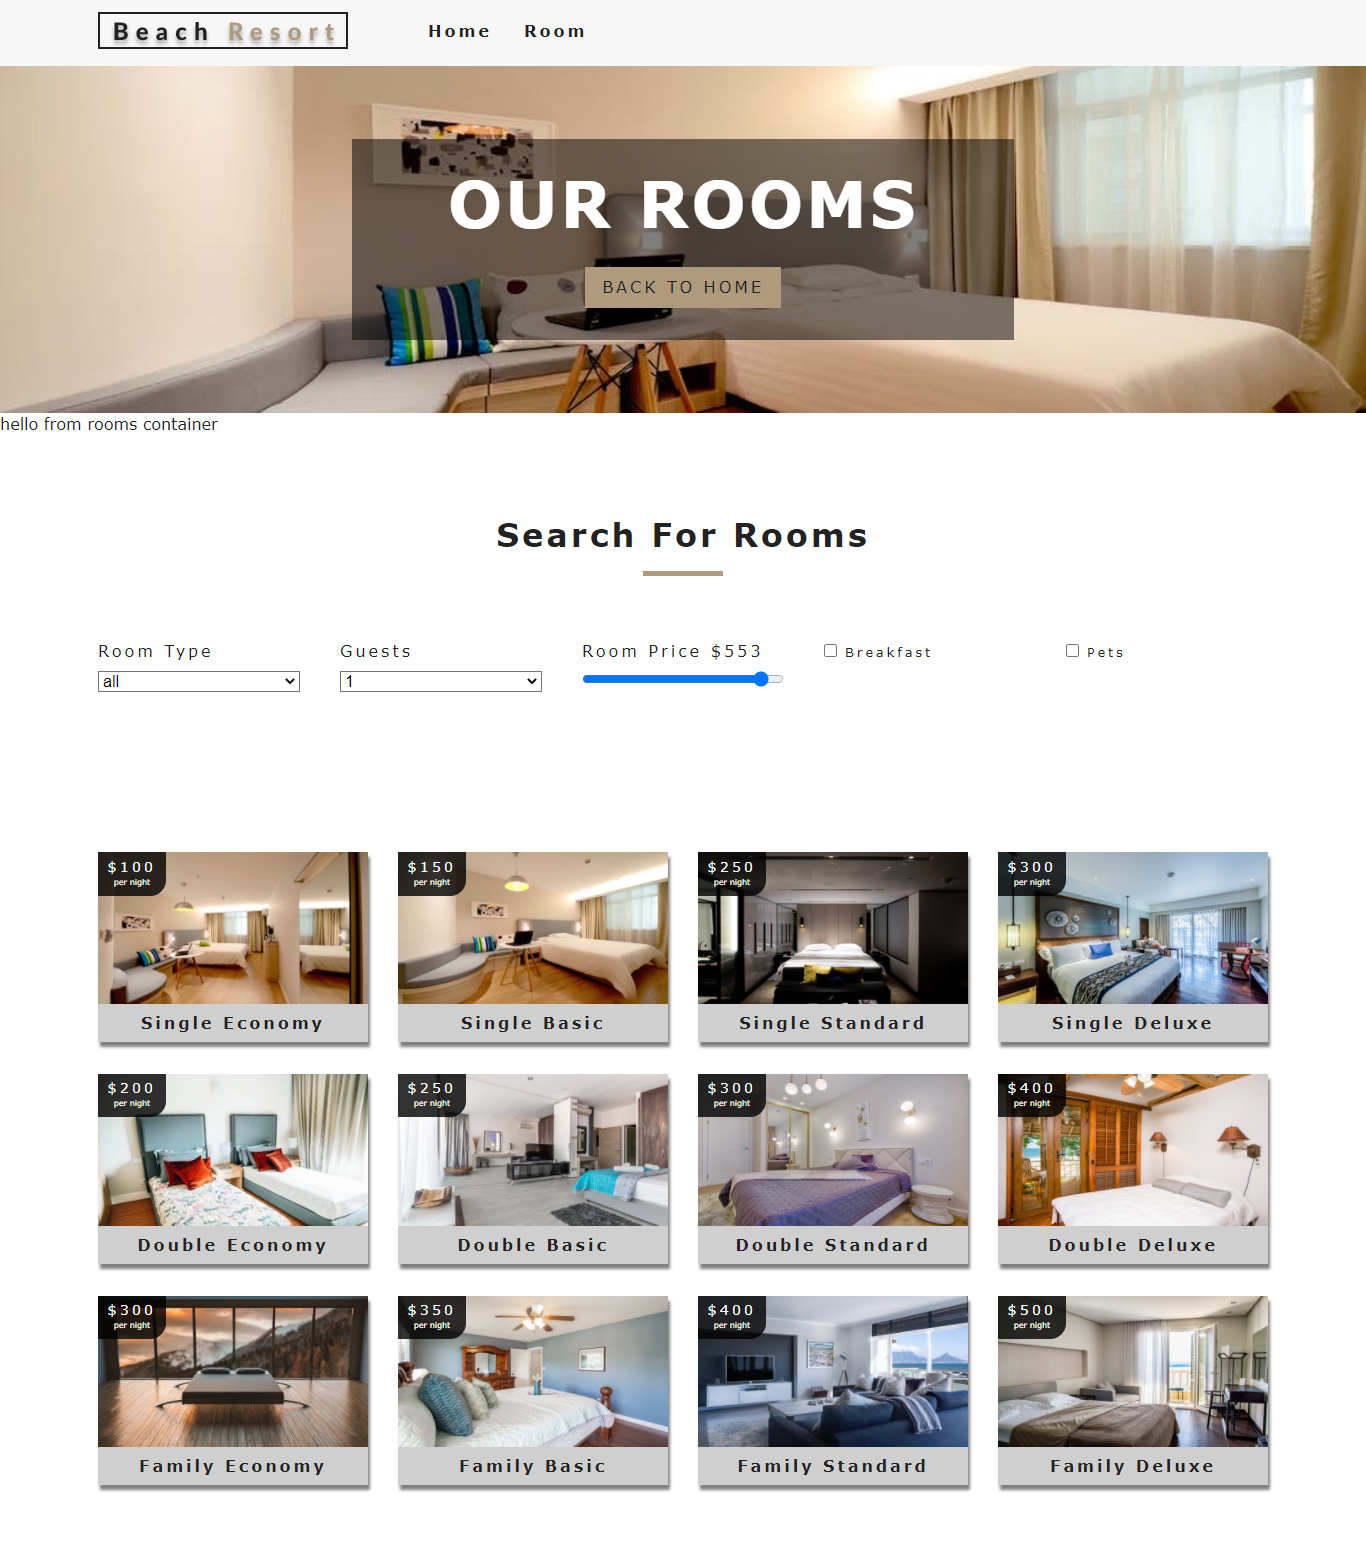 Beach Resort
Home Room
OUR ROOMS
BACK TO HOME
hello from rooms container
Search For Rooms
Room Type Guests Room Price $553 Breakfast Pets
all 1
$100 $150 $250 $300
per night per night per night per night
Single Economy Single Basic Single Standard Single Deluxe
$200 $250 $300 $400
per night per night per night per night
Double Economy Double Basic Double Standard Double Deluxe
$300 $350 $400 $500
per night per night per night per night
Family Economy Family Basic Family Standard Family Deluxe